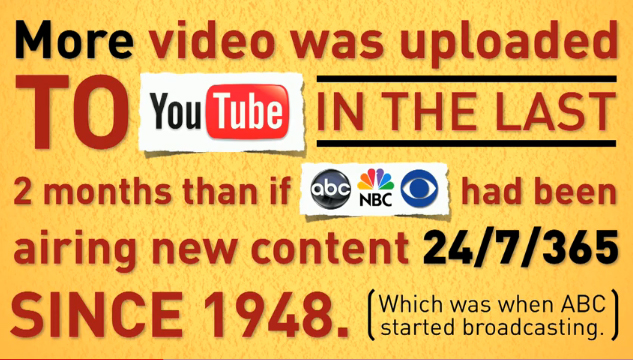 More video was uploaded
TO YouTube IN THE LAST
2 months than if abc NBC had been
airing new content 24/7/365
SINCE 1948. (Which was when ABC
started broadcasting.)